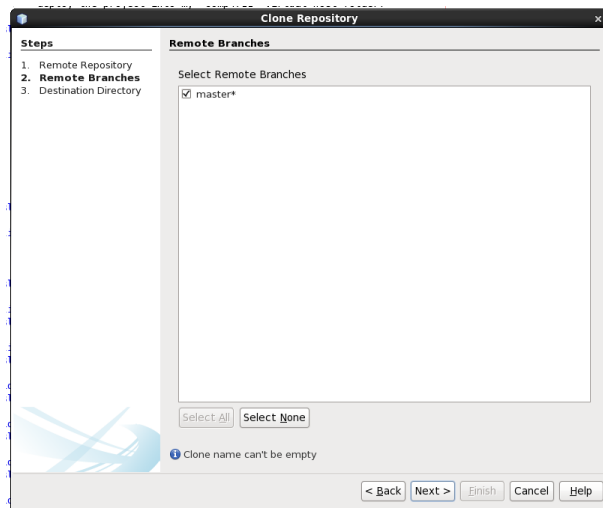 Clone Repository
Steps
1. Remote Repository
2. Remote Branches
3. Destination Directory
Remote Branches
Select Remote Branches
master*
Select All
Select None
Clone name can't be empty
< Back
Next >
Finish
Cancel
Help